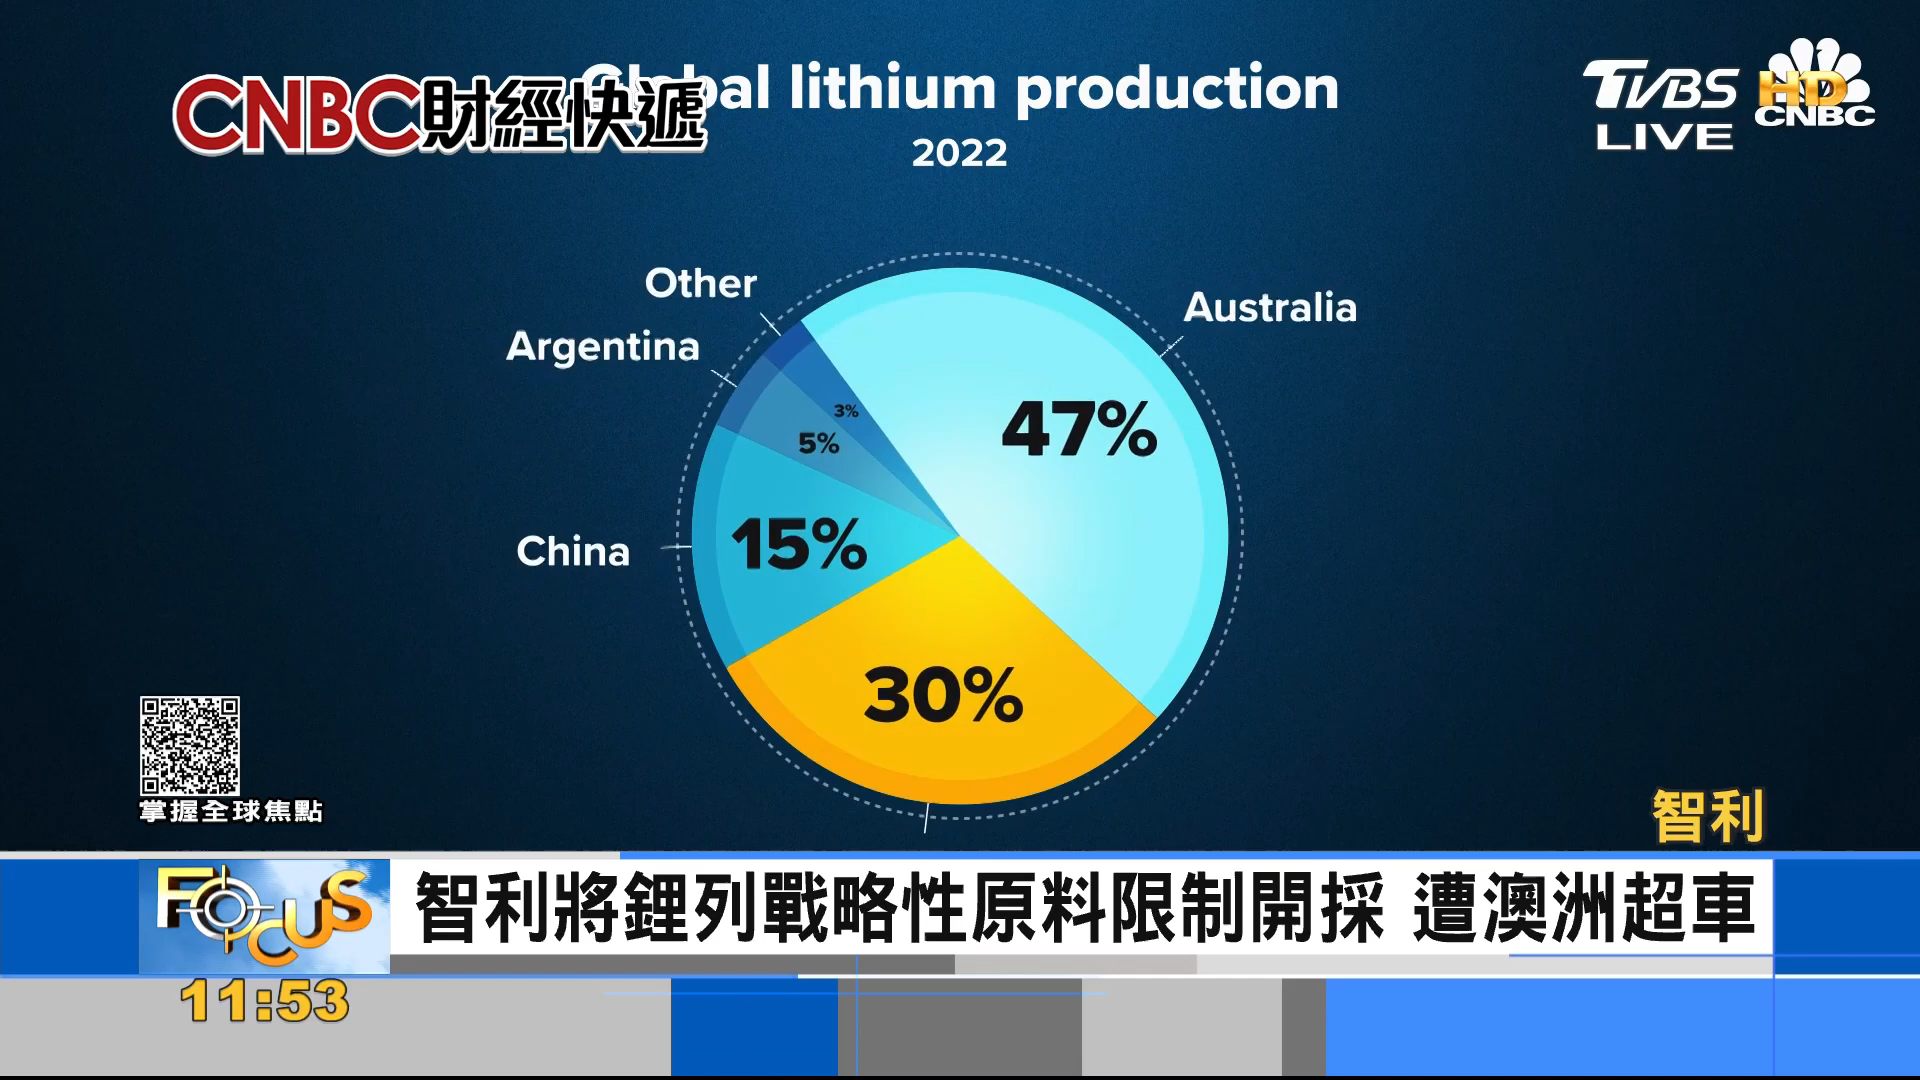 CNBC財經快遞
Global lithium production
2022
TVBS
LIVE
HD
CNBC
Other
Argentina
Australia
China
3%
5%
47%
15%
30%
掌握全球焦點
智利
FOCUS
智利將鋰列戰略性原料限制開採 遭澳洲超車
11:53